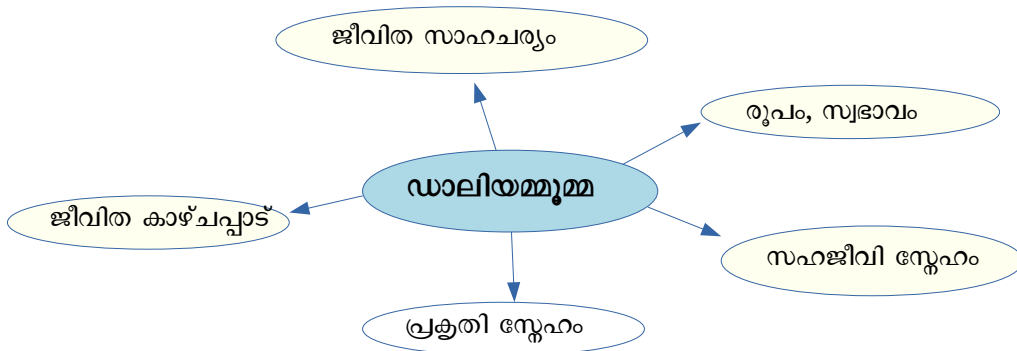 ജീവിത സാഹചര്യം
രൂപം, സ്വഭാവം
ഡാലിയമ്മൂമ്മ
ജീവിത കാഴ്ചപ്പാട്
സഹജീവി സ്നേഹം
പ്രകൃതി സ്നേഹം